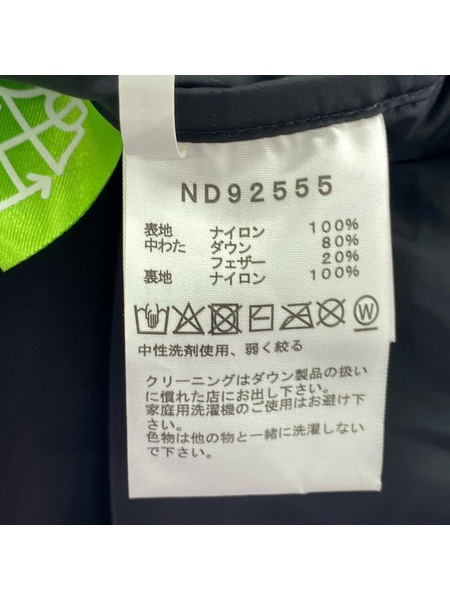 ND92555
表地 ナイロン 100%
中わた ダウン 80%
フェザー 20%
裏地 ナイロン 100%
W
中性洗剤使用、弱く絞る
クリーニングはダウン製品の扱い
に慣れた店にお出し下さい。
家庭用洗濯機のご使用はお避け下
さい。
色物は他の物と一緒に洗濯しない
で下さい。